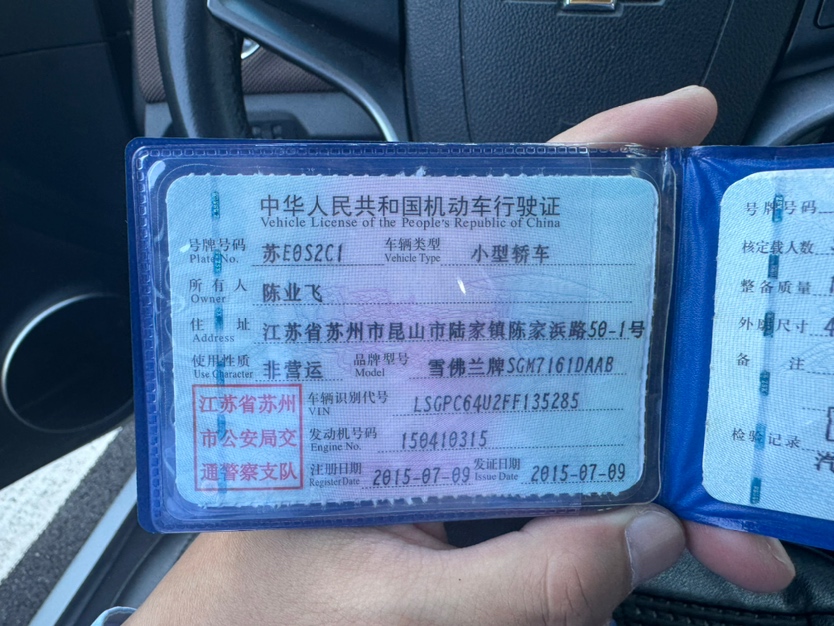 中华人民共和国机动车行驶证
Vehicle License of the People's Republic of China
号牌号码 苏E0S2C1 车辆类型 小型轿车
Plate No. Vehicle Type
所有人 陈业飞
Owner
住址 江苏省苏州市昆山市陆家镇陈家浜路50-1号
Address
使用性质 非营运 品牌型号 雪佛兰牌SGM7161DAAB
Use Character Model
江苏省苏州
市公安局交
通警察支队
车辆识别代号 LSGPC64U2FF135285
VIN
发动机号码 150410315
Engine No.
注册日期 2015-07-09 发证日期 2015-07-09
Register Date Issue Date
号牌号码
核定载人数
整备质量
外廓尺寸
备注
检验记录